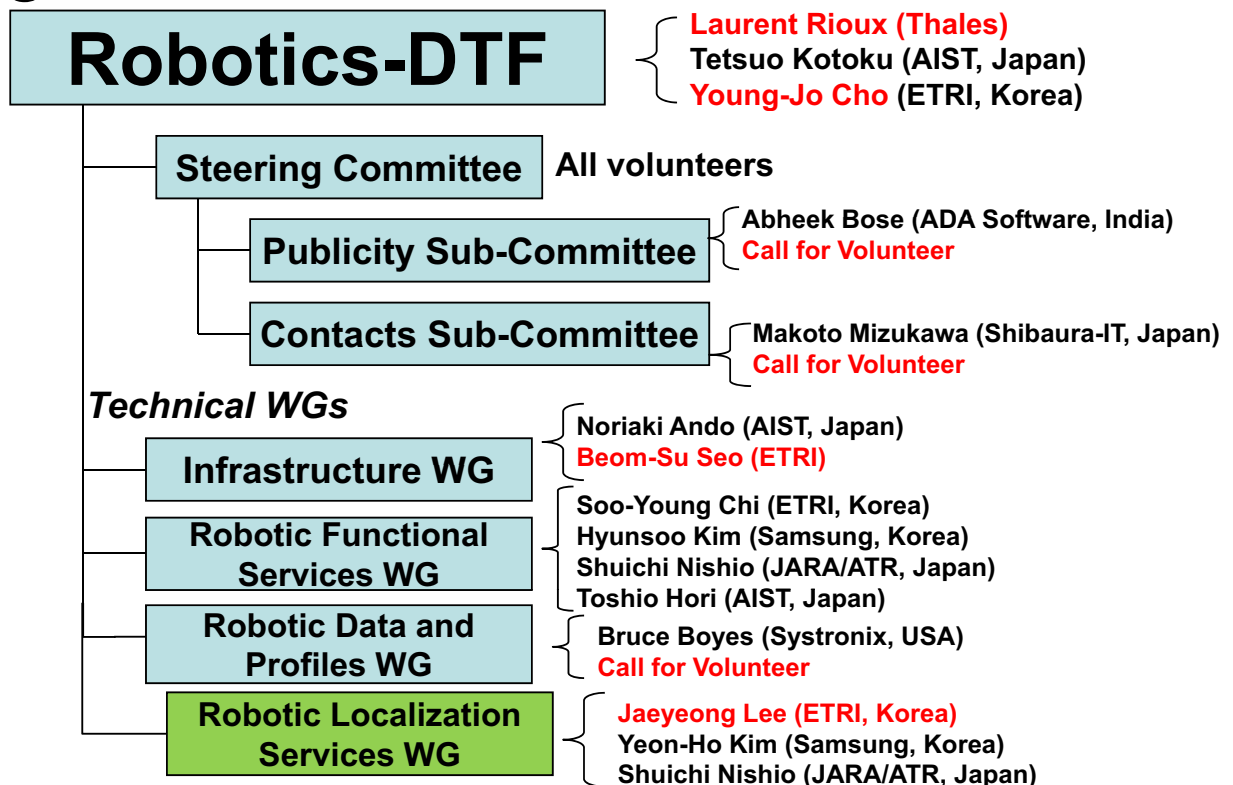 Robotics-DTF
Laurent Rioux (Thales)
Tetsuo Kotoku (AIST, Japan)
Young-Jo Cho (ETRI, Korea)
Steering Committee
All volunteers
Publicity Sub-Committee
Abheek Bose (ADA Software, India)
Call for Volunteer
Contacts Sub-Committee
Makoto Mizukawa (Shibaura-IT, Japan)
Call for Volunteer
Technical WGs
Infrastructure WG
Noriaki Ando (AIST, Japan)
Beom-Su Seo (ETRI)
Robotic Functional
Services WG
Soo-Young Chi (ETRI, Korea)
Hyunsoo Kim (Samsung, Korea)
Shuichi Nishio (JARA/ATR, Japan)
Toshio Hori (AIST, Japan)
Robotic Data and
Profiles WG
Bruce Boyes (Systronix, USA)
Call for Volunteer
Robotic Localization
Services WG
Jaeyeong Lee (ETRI, Korea)
Yeon-Ho Kim (Samsung, Korea)
Shuichi Nishio (JARA/ATR, Japan)